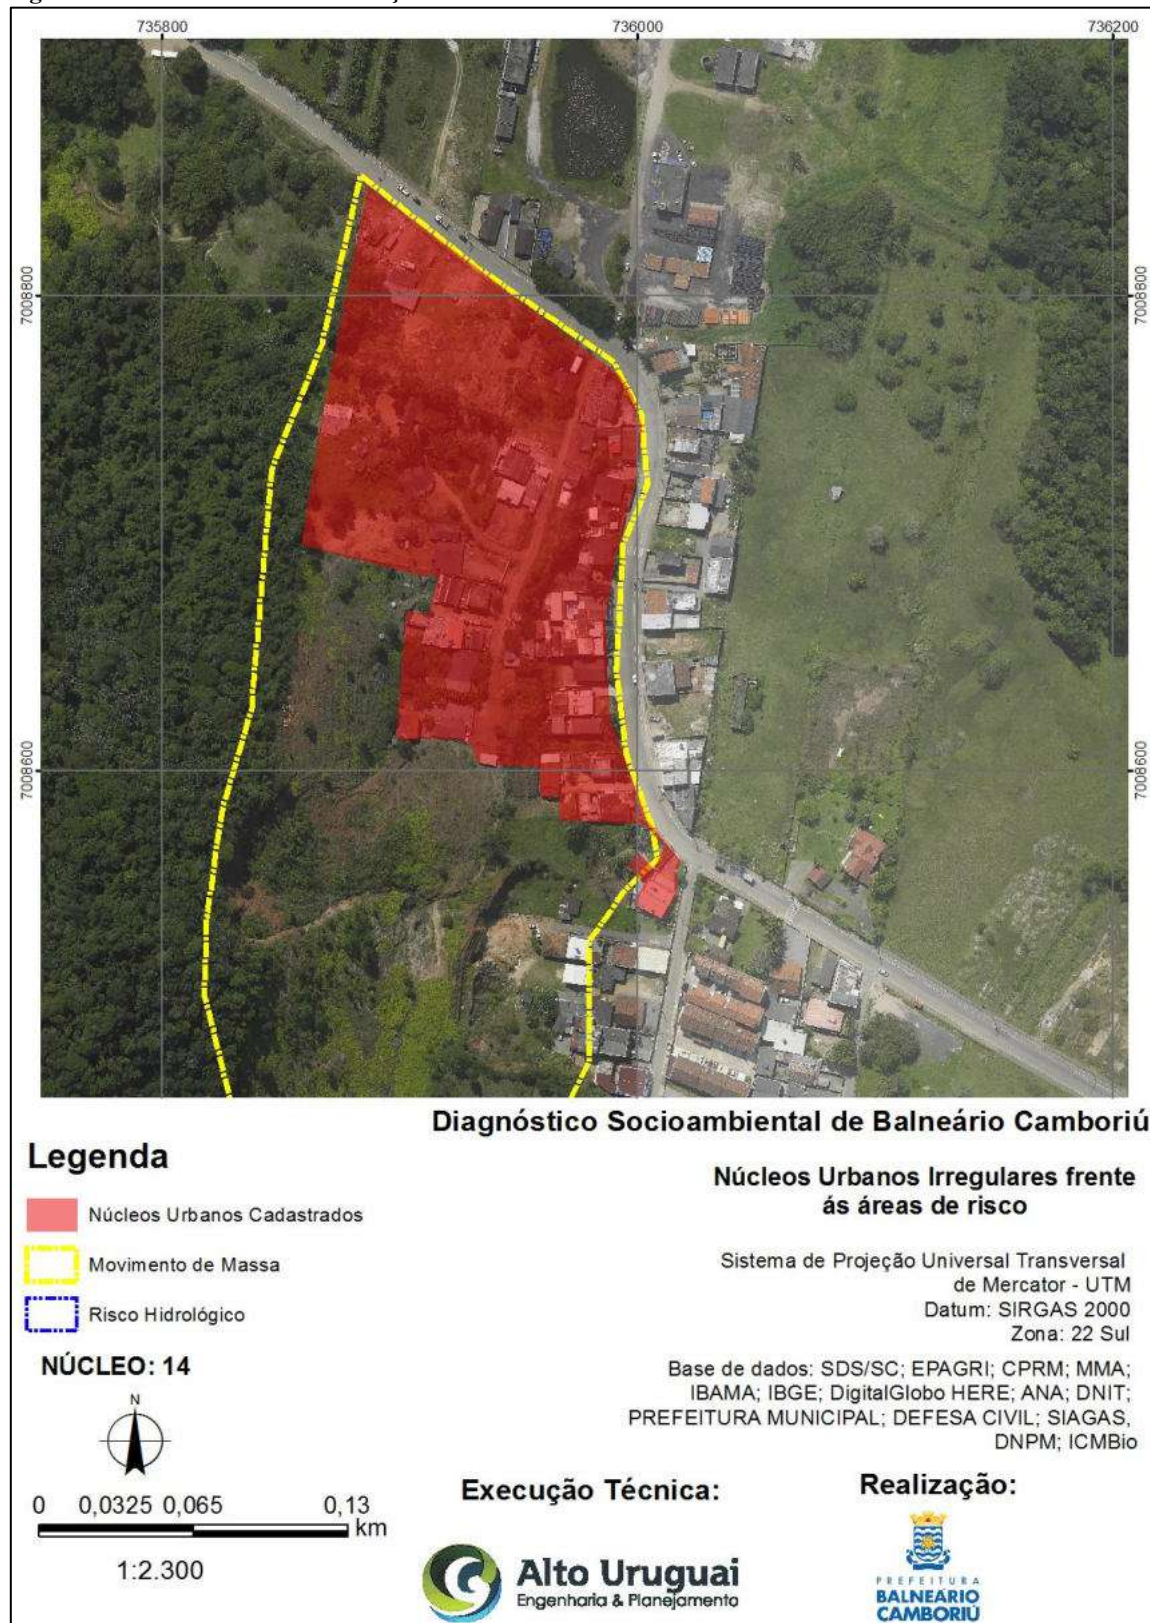 735800 736000 736200
7008800 7008800
7008600 7008600
Diagnóstico Socioambiental de Balneário Camboriú
Legenda
Núcleos Urbanos Cadastrados
Movimento de Massa
Risco Hidrológico
NÚCLEO: 14
N
0 0,0325 0,065 0,13
km
1:2.300
Núcleos Urbanos Irregulares frente
ás áreas de risco
Sistema de Projeção Universal Transversal
de Mercator - UTM
Datum: SIRGAS 2000
Zona: 22 Sul
Base de dados: SDS/SC; EPAGRI; CPRM; MMA;
IBAMA; IBGE; DigitalGlobo HERE; ANA; DNIT;
PREFEITURA MUNICIPAL; DEFESA CIVIL; SIAGAS,
DNPM; ICMBio
Execução Técnica:
Alto Uruguai
Engenharia & Planejamento
Realização:
PREFEITURA
BALNEÁRIO
CAMBORIÚ